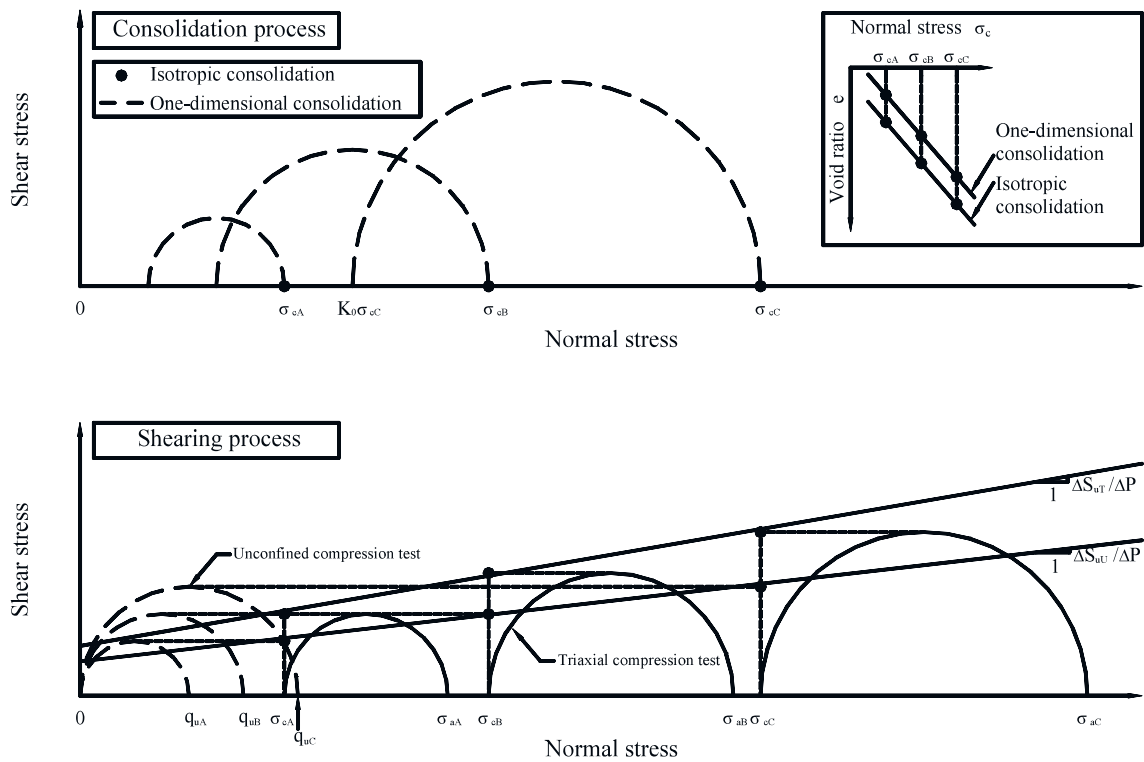 Consolidation process
Isotropic consolidation
One-dimensional consolidation
Shear stress
0
σcA
K0σcC
σcB
σcC
Normal stress
Normal stress σc
σcA σcB σcC
Void ratio e
One-dimensional
consolidation
Isotropic
consolidation
Shearing process
Shear stress
Unconfined compression test
Triaxial compression test
1 ΔSuT/ΔP
1 ΔSuU/ΔP
0
quA
quB
σcA
quC
σaA
σcB
σaB
σcC
σaC
Normal stress